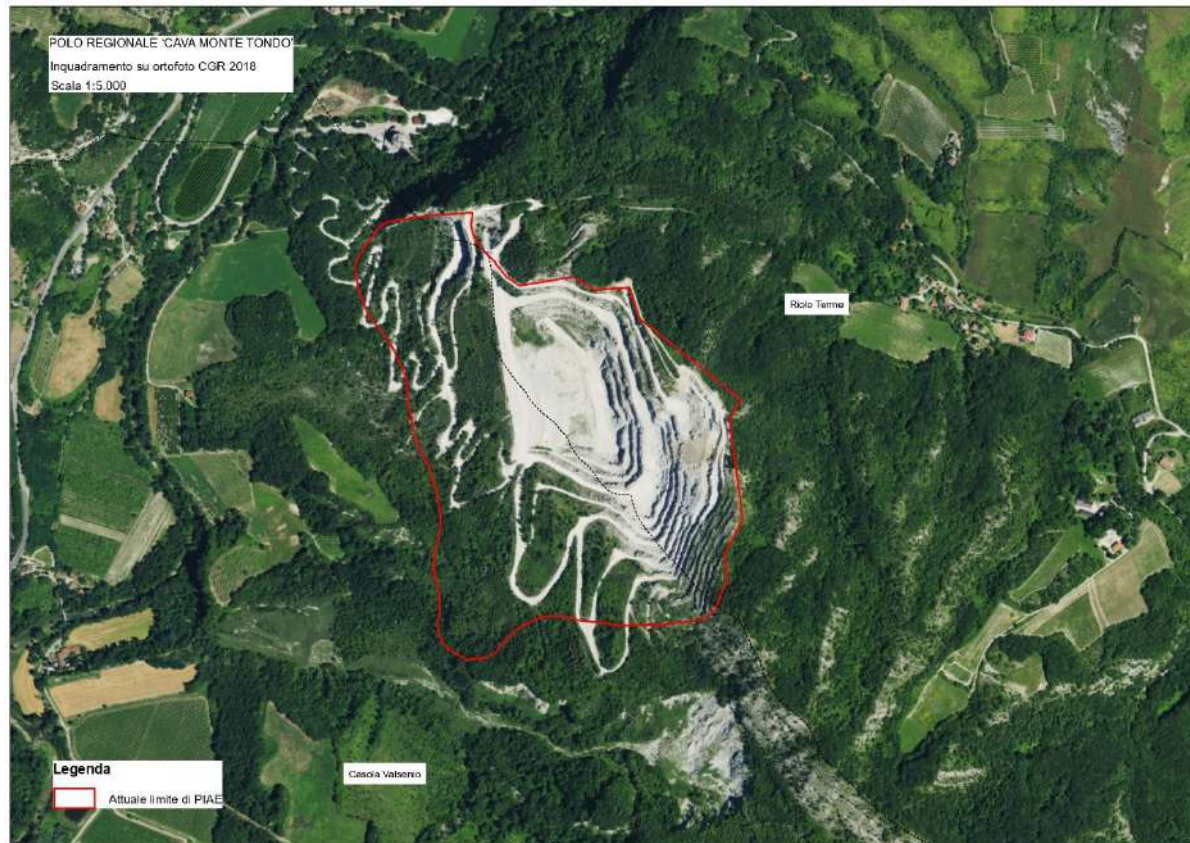 POLO REGIONALE "CAVA MONTE TONDO"
Inquadramento su ortofoto CGR 2018
Scala 1:5.000
Riolo Terme
Casola Valsenio
Legenda
Attuale limite di PIAE